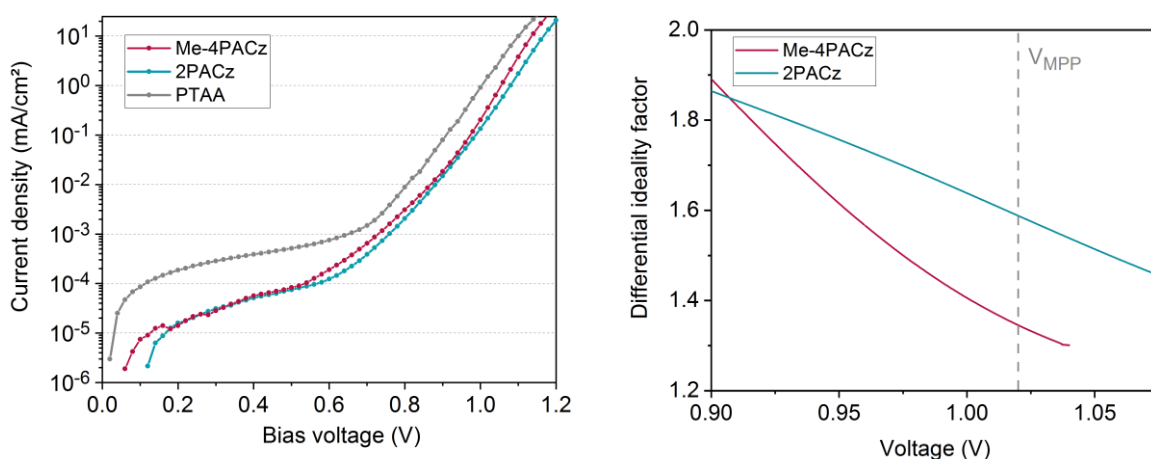 Current density (mA/cm²)
10¹
10⁰
10⁻¹
10⁻²
10⁻³
10⁻⁴
10⁻⁵
10⁻⁶
Me-4PACz
2PACz
PTAA
0.0 0.2 0.4 0.6 0.8 1.0 1.2
Bias voltage (V)
Differential ideality factor
2.0
1.8
1.6
1.4
1.2
Me-4PACz
2PACz
V_MPP
0.90 0.95 1.00 1.05
Voltage (V)